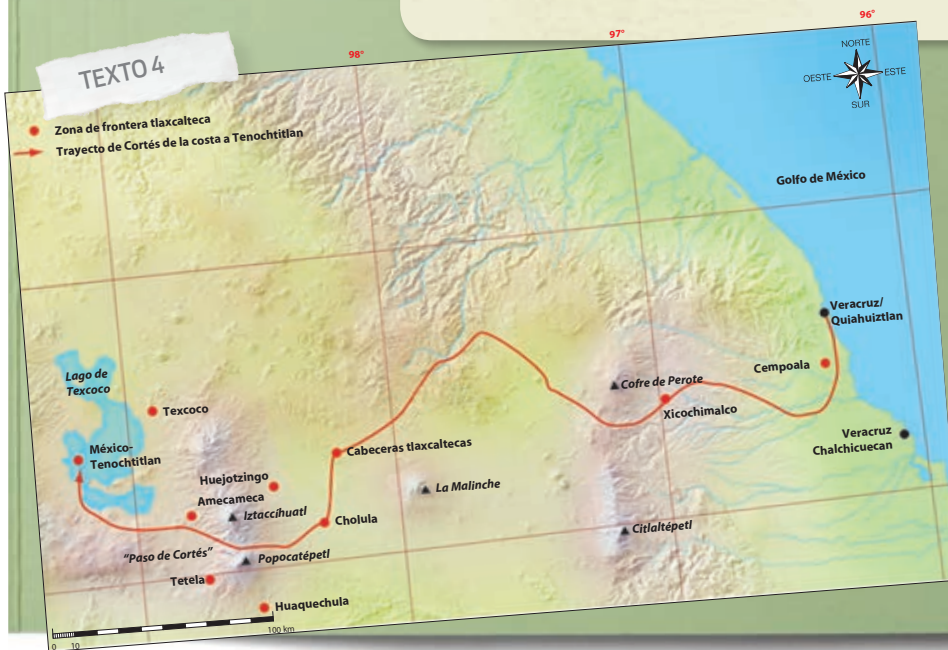 TEXTO 4
98°
97°
96°
NORTE
OESTE
ESTE
SUR
Zona de frontera tlaxcalteca
Trayecto de Cortés de la costa a Tenochtitlan
Golfo de México
Veracruz/
Quiahuiztlan
Cempoala
Lago de
Texcoco
Texcoco
Cofre de Perote
Xicochimalco
Veracruz
Chalchicuecan
México-
Tenochtitlan
Cabeceras tlaxcaltecas
Huejotzingo
La Malinche
Amecameca
Iztaccíhuatl
Cholula
Citlaltépetl
"Paso de Cortés"
Popocatépetl
Tetela
Huaquechula
0 10 100 km